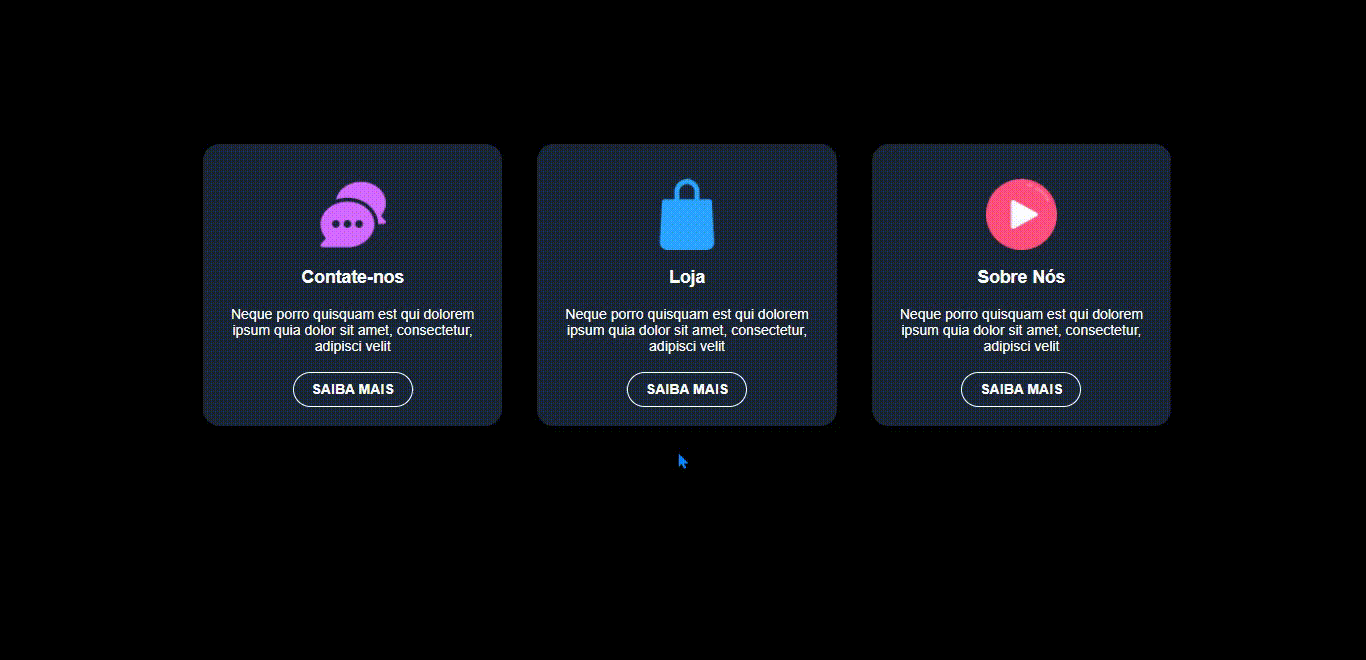 Contate-nos
Neque porro quisquam est qui dolorem
ipsum quia dolor sit amet, consectetur,
adipisci velit
SAIBA MAIS
Loja
Neque porro quisquam est qui dolorem
ipsum quia dolor sit amet, consectetur,
adipisci velit
SAIBA MAIS
Sobre Nós
Neque porro quisquam est qui dolorem
ipsum quia dolor sit amet, consectetur,
adipisci velit
SAIBA MAIS